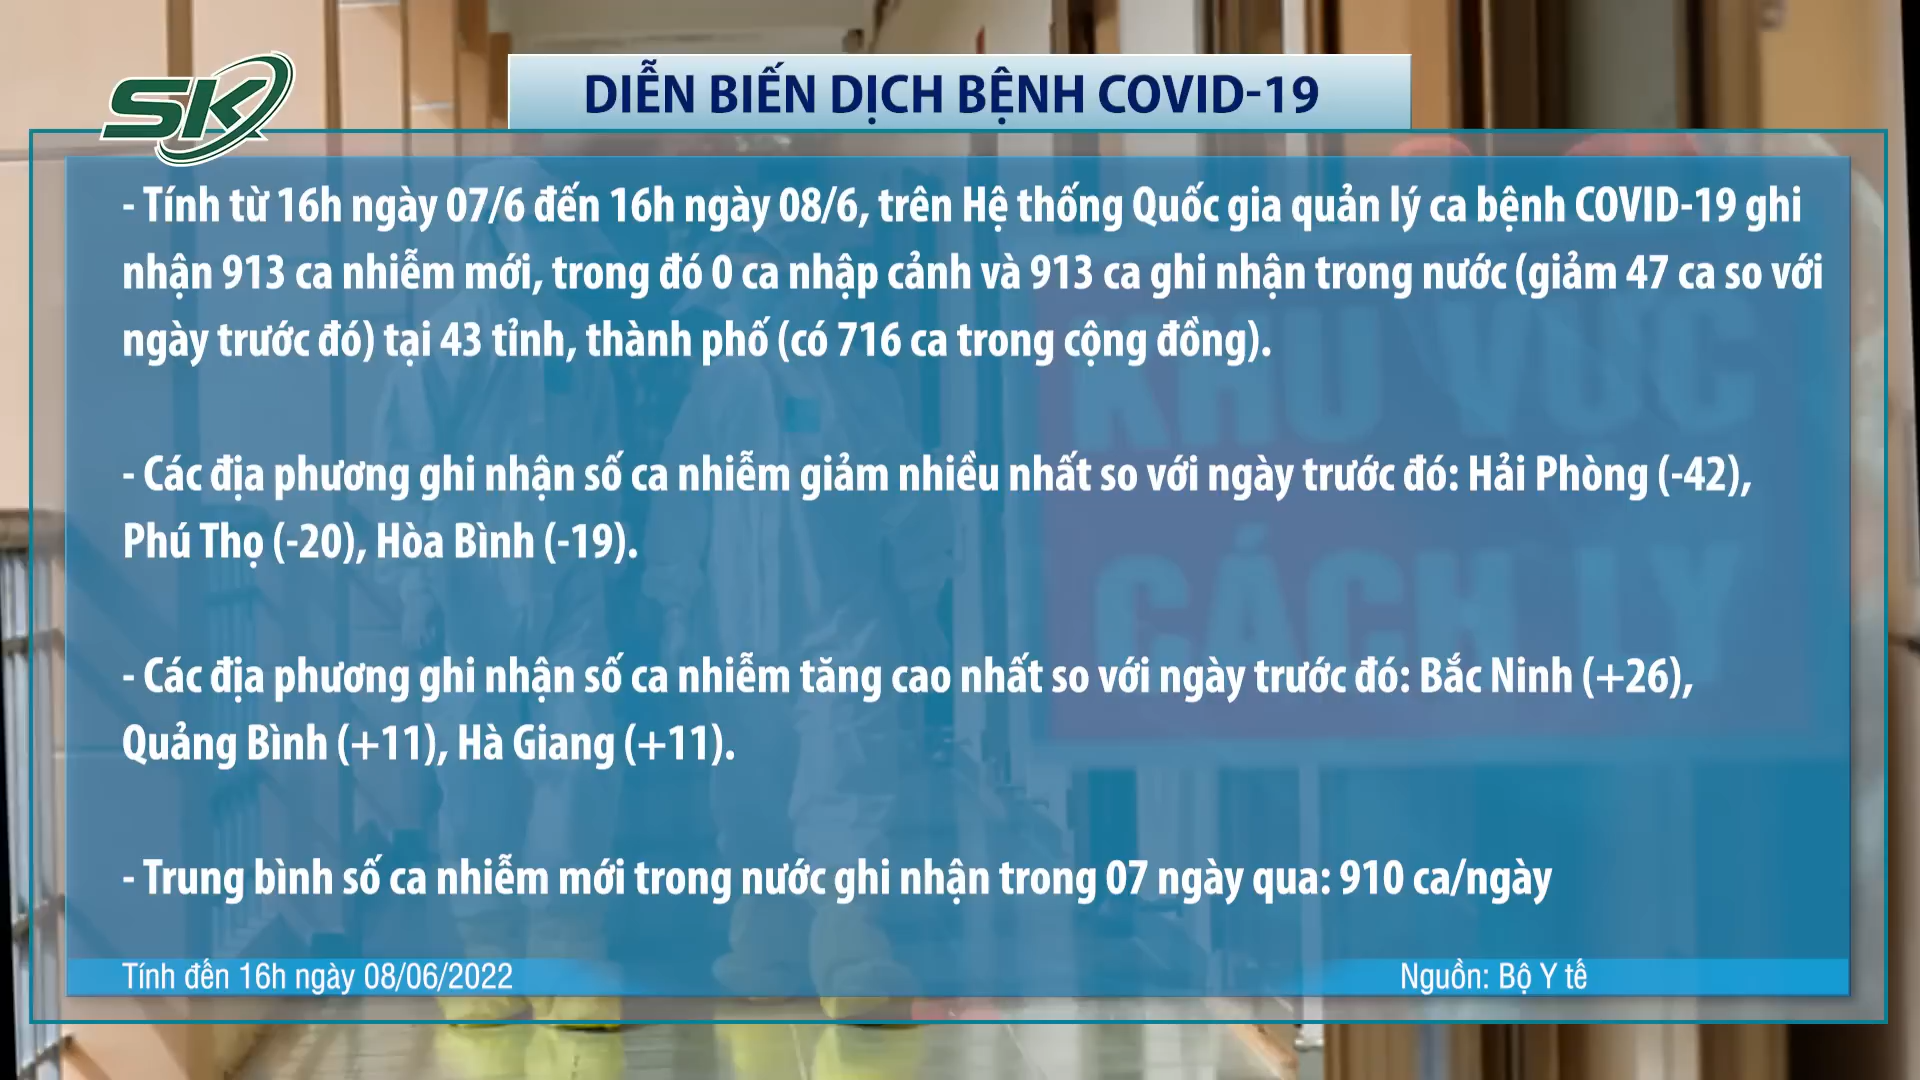 SK
DIỄN BIẾN DỊCH BỆNH COVID-19
- Tính từ 16h ngày 07/6 đến 16h ngày 08/6, trên Hệ thống Quốc gia quản lý ca bệnh COVID-19 ghi
nhận 913 ca nhiễm mới, trong đó 0 ca nhập cảnh và 913 ca ghi nhận trong nước (giảm 47 ca so với
ngày trước đó) tại 43 tỉnh, thành phố (có 716 ca trong cộng đồng).
- Các địa phương ghi nhận số ca nhiễm giảm nhiều nhất so với ngày trước đó: Hải Phòng (-42),
Phú Thọ (-20), Hòa Bình (-19).
- Các địa phương ghi nhận số ca nhiễm tăng cao nhất so với ngày trước đó: Bắc Ninh (+26),
Quảng Bình (+11), Hà Giang (+11).
- Trung bình số ca nhiễm mới trong nước ghi nhận trong 07 ngày qua: 910 ca/ngày
Tính đến 16h ngày 08/06/2022
Nguồn: Bộ Y tế
KHU VỰC
CÁCH LY